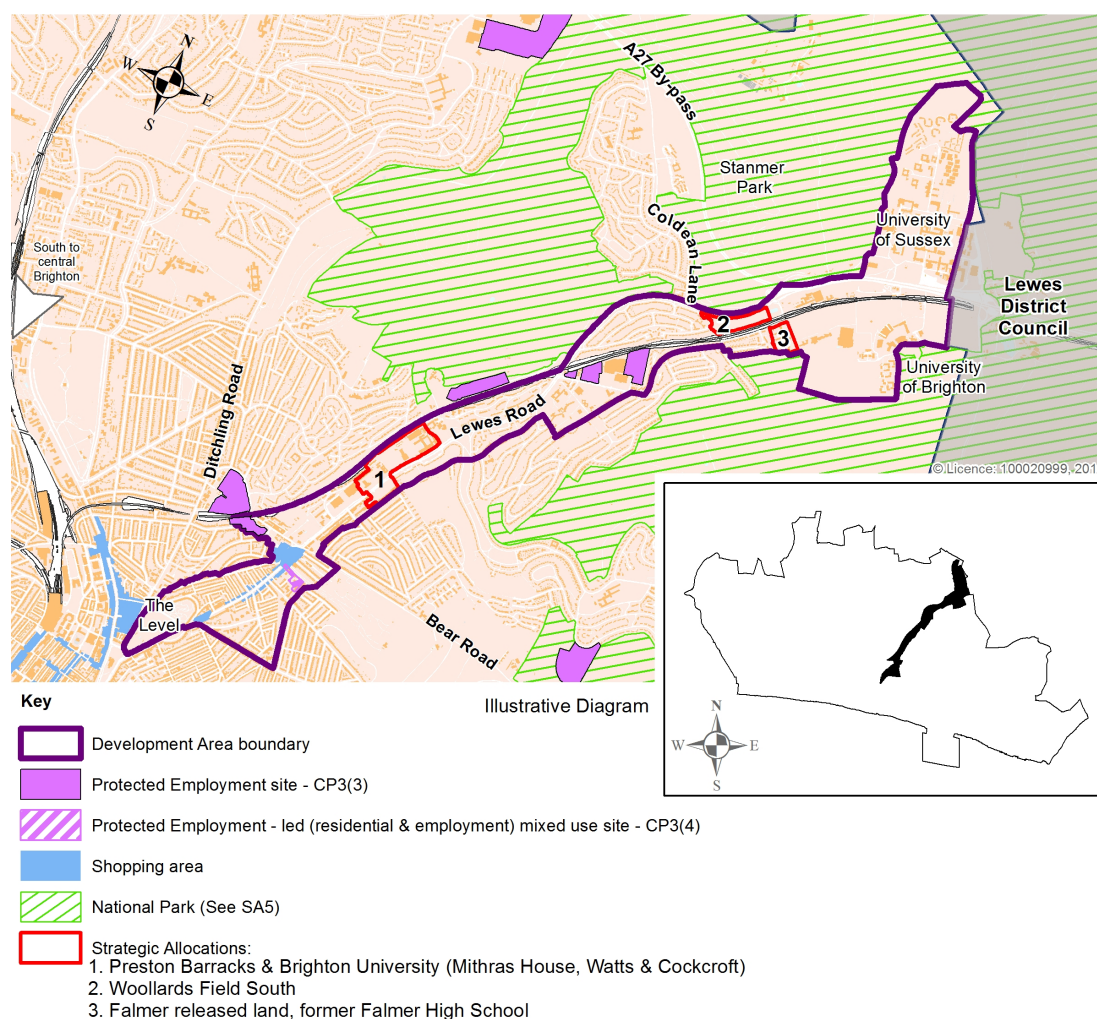 N
W
E
S
A27 By-pass
Stanmer
Park
Coldean Lane
University
of Sussex
South to
central
Brighton
Lewes
District
Council
2
3
University
of Brighton
Ditchling Road
Lewes Road
1
© Licence: 100020999, 201
The
Level
Bear Road
Illustrative Diagram
N
W
E
S
Key
Development Area boundary
Protected Employment site - CP3(3)
Protected Employment - led (residential & employment) mixed use site - CP3(4)
Shopping area
National Park (See SA5)
Strategic Allocations:
1. Preston Barracks & Brighton University (Mithras House, Watts & Cockcroft)
2. Woollards Field South
3. Falmer released land, former Falmer High School